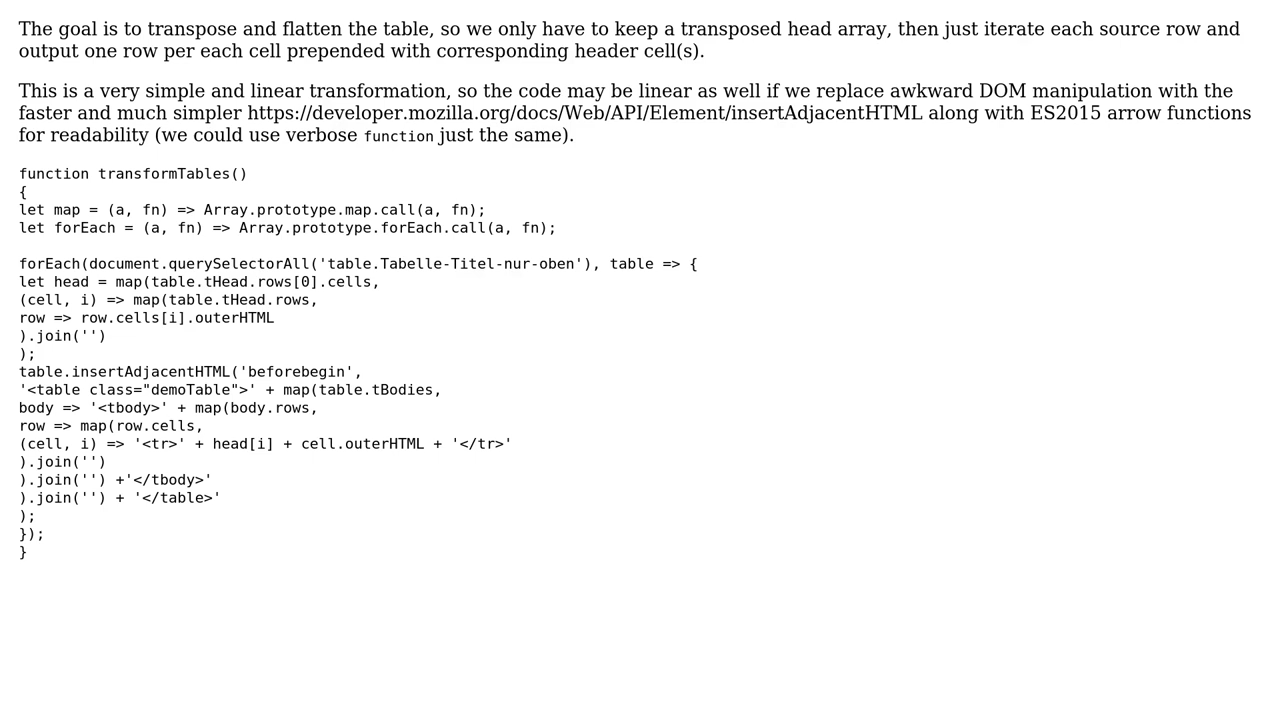 The goal is to transpose and flatten the table, so we only have to keep a transposed head array, then just iterate each source row and
output one row per each cell prepended with corresponding header cell(s).
This is a very simple and linear transformation, so the code may be linear as well if we replace awkward DOM manipulation with the
faster and much simpler https://developer.mozilla.org/docs/Web/API/Element/insertAdjacentHTML along with ES2015 arrow functions
for readability (we could use verbose function just the same).
function transformTables()
{
let map = (a, fn) => Array.prototype.map.call(a, fn);
let forEach = (a, fn) => Array.prototype.forEach.call(a, fn);
forEach(document.querySelectorAll('table.Tabelle-Titel-nur-oben'), table => {
let head = map(table.tHead.rows[0].cells,
(cell, i) => map(table.tHead.rows,
row => row.cells[i].outerHTML
).join('')
);
table.insertAdjacentHTML('beforebegin',
'<table class="demoTable">' + map(table.tBodies,
body => '<tbody>' + map(body.rows,
row => map(row.cells,
(cell, i) => '<tr>' + head[i] + cell.outerHTML + '</tr>'
).join('')
).join('') +'</tbody>'
).join('') + '</table>'
);
});
}